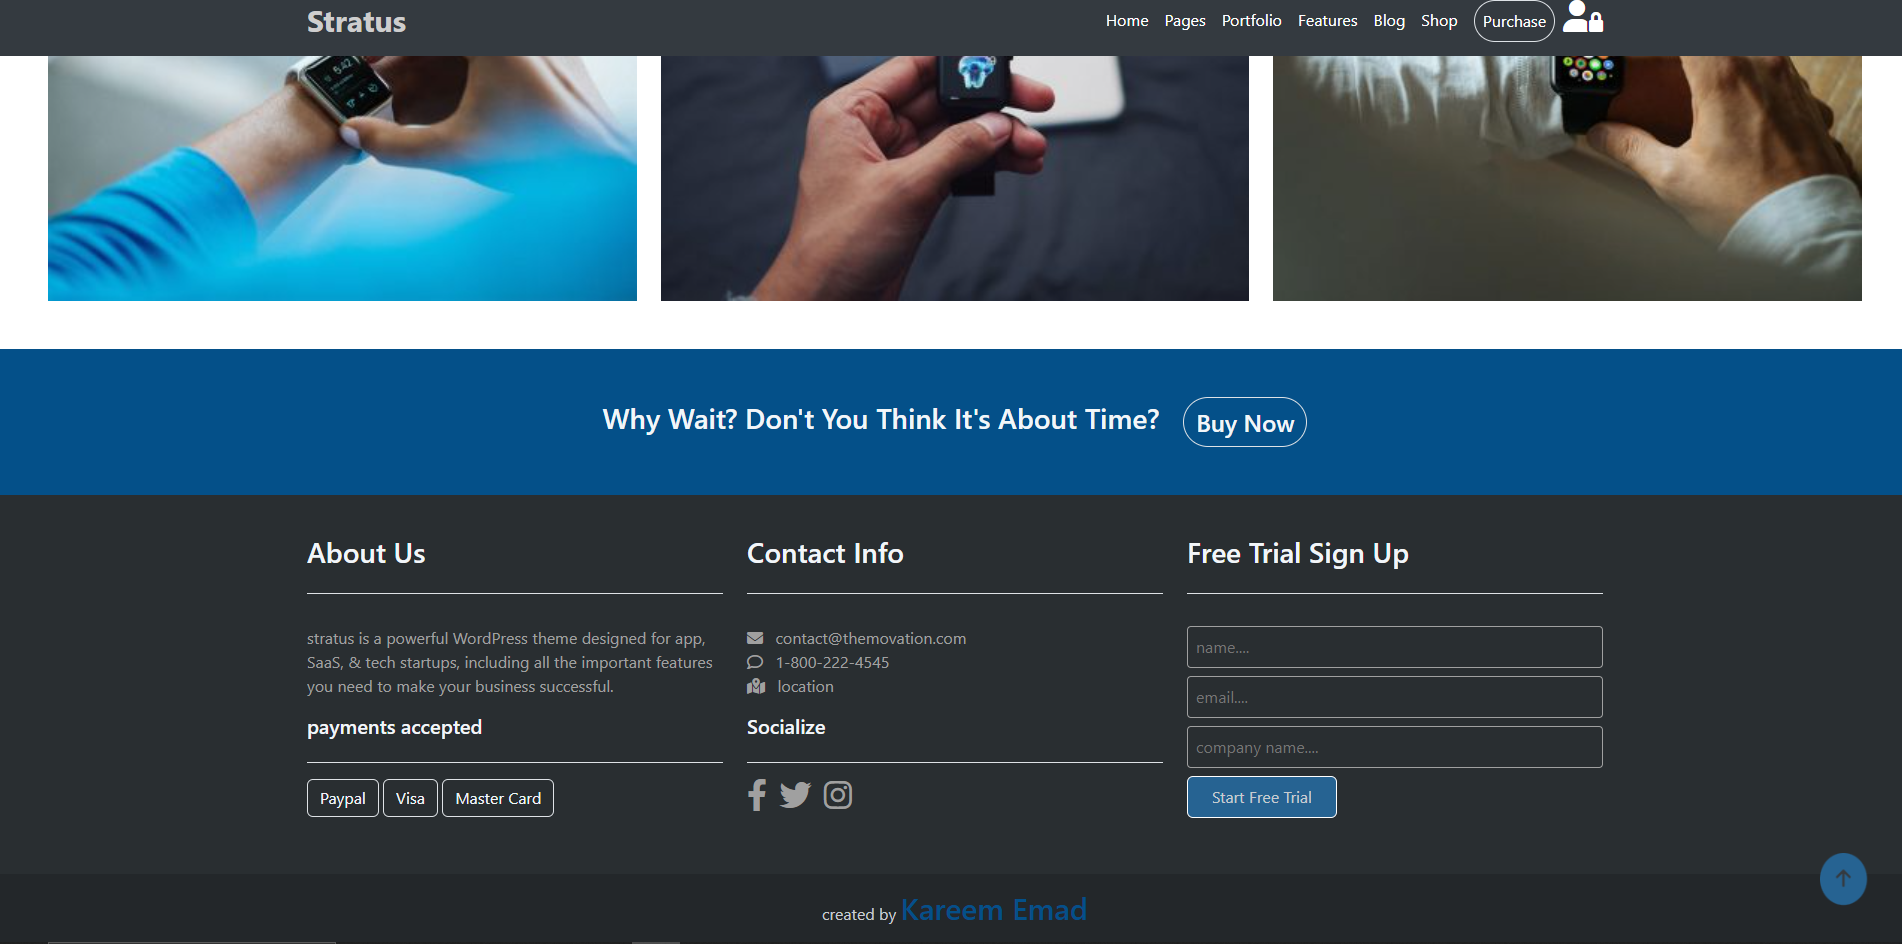 Stratus
Home Pages Portfolio Features Blog Shop Purchase
5:42
Why Wait? Don't You Think It's About Time? Buy Now
About Us
stratus is a powerful WordPress theme designed for app,
SaaS, & tech startups, including all the important features
you need to make your business successful.
payments accepted
Paypal Visa Master Card
Contact Info
contact@themovation.com
1-800-222-4545
location
Socialize
Free Trial Sign Up
name....
email....
company name....
Start Free Trial
created by Kareem Emad